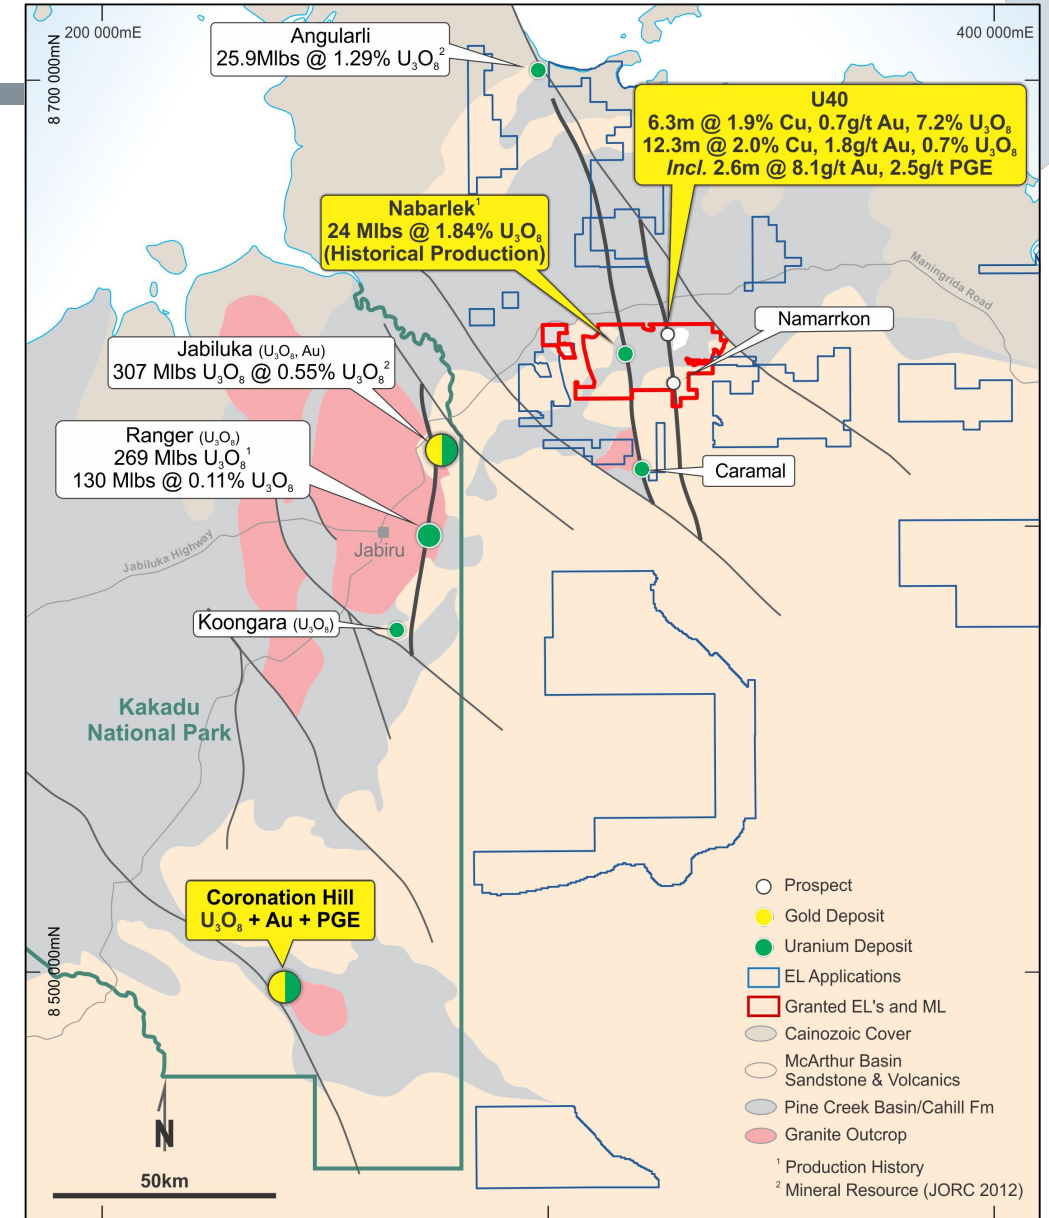 200 000mE
400 000mE
8 700 000mN
Angularli
25.9Mlbs @ 1.29% U₃O₈²
U40
6.3m @ 1.9% Cu, 0.7g/t Au, 7.2% U₃O₈
12.3m @ 2.0% Cu, 1.8g/t Au, 0.7% U₃O₈
Incl. 2.6m @ 8.1g/t Au, 2.5g/t PGE
Nabarlek¹
24 Mlbs @ 1.84% U₃O₈
(Historical Production)
Maningrida Road
Namarrkon
Jabiluka (U₃O₈, Au)
307 Mlbs U₃O₈ @ 0.55% U₃O₈²
Ranger (U₃O₈)
269 Mlbs U₃O₈¹
130 Mlbs @ 0.11% U₃O₈
Caramal
Jabiluka Highway
Jabiru
Koongara (U₃O₈)
Kakadu
National Park
Coronation Hill
U₃O₈ + Au + PGE
8 500 000mN
Prospect
Gold Deposit
Uranium Deposit
EL Applications
Granted EL's and ML
Cainozoic Cover
McArthur Basin
Sandstone & Volcanics
Pine Creek Basin/Cahill Fm
Granite Outcrop
¹ Production History
² Mineral Resource (JORC 2012)
N
50km